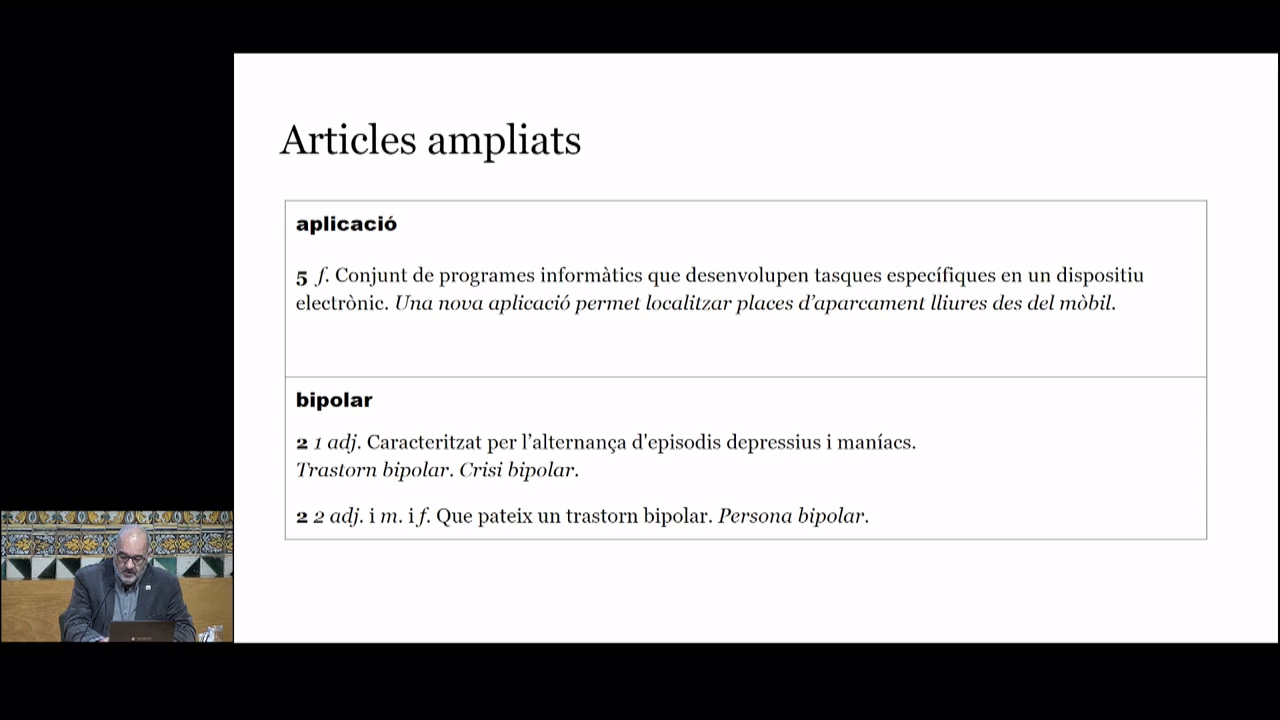 Articles ampliats
aplicació
5 f. Conjunt de programes informàtics que desenvolupen tasques específiques en un dispositiu
electrònic. Una nova aplicació permet localitzar places d’aparcament lliures des del mòbil.
bipolar
2 1 adj. Caracteritzat per l’alternança d'episodis depressius i maníacs.
Trastorn bipolar. Crisi bipolar.
2 2 adj. i m. i f. Que pateix un trastorn bipolar. Persona bipolar.